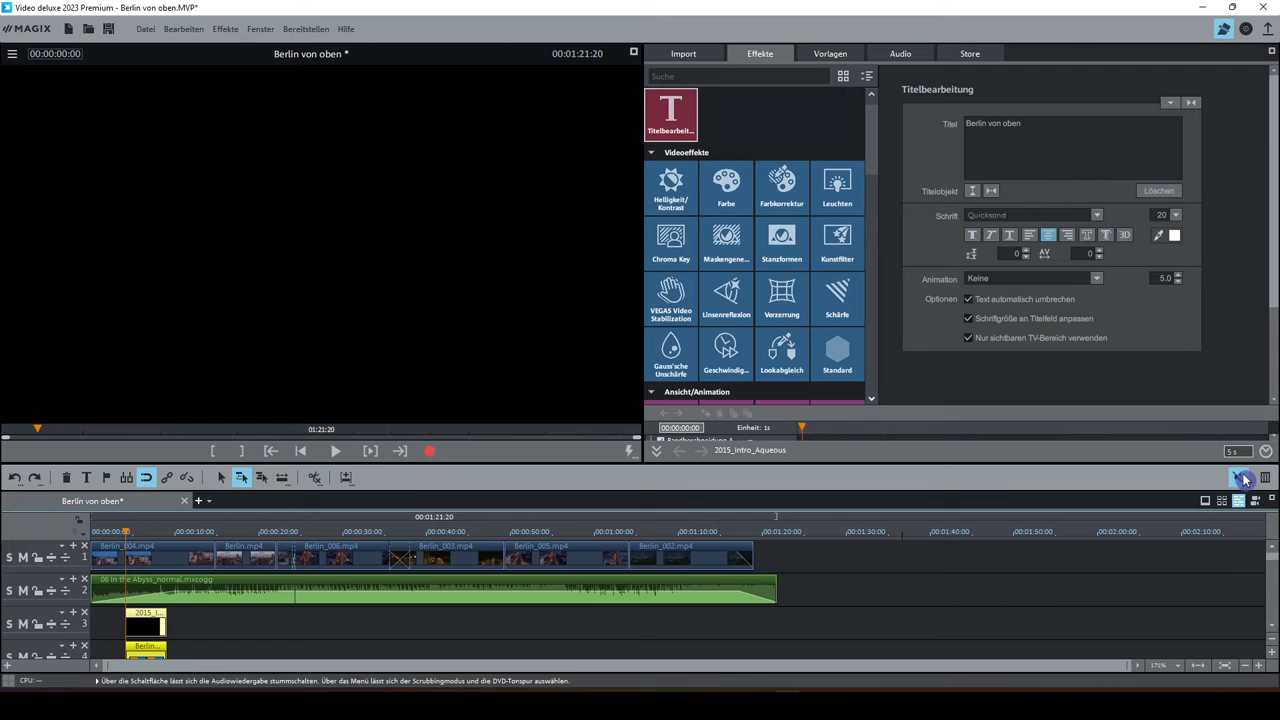 Video deluxe 2023 Premium - Berlin von oben.MVP*
MAGIX
Datei Bearbeiten Effekte Fenster Bereitstellen Hilfe
00:00:00:00 Berlin von oben * 00:01:21:20
Import Effekte Vorlagen Audio Store
Suche
Titelbearbeit...
Videoeffekte
Helligkeit/
Kontrast
Farbe
Farbkorrektur
Leuchten
Chroma Key
Maskengene...
Stanzformen
Kunstfilter
VEGAS Video
Stabilization
Linsenreflexion
Verzerrung
Schärfe
Gauss'sche
Unschärfe
Geschwindig...
Lookabgleich
Standard
Ansicht/Animation
Titelbearbeitung
Titel Berlin von oben
Titelobjekt Löschen
Schrift Quicksand 20
3D
0 AV 0
Animation Keine 5.0
Optionen Text automatisch umbrechen
Schriftgröße an Titelfeld anpassen
Nur sichtbaren TV-Bereich verwenden
00:00:00:00 Einheit: 1s
2015_Intro_Aqueous 5 s
01:21:20
Berlin von oben*
00:01:21:20
00:00:10:00 00:00:20:00 00:00:30:00 00:00:40:00 00:00:50:00 00:01:00:00 00:01:10:00 00:01:20:00 00:01:30:00 00:01:40:00 00:01:50:00 00:02:00:00 00:02:10:00
S M 1 Berlin_004.mp4 Berlin.mp4 Berlin_006.mp4 Berlin_003.mp4 Berlin_005.mp4 Berlin_002.mp4
S M 2 06 In the Abyss_normal.mxcogg
S M 3 2015_I...
S M 4 Berlin...
171%
CPU: — Über die Schaltfläche lässt sich die Audiowiedergabe stummschalten. Über das Menü lässt sich der Scrubbingmodus und die DVD-Tonspur auswählen.